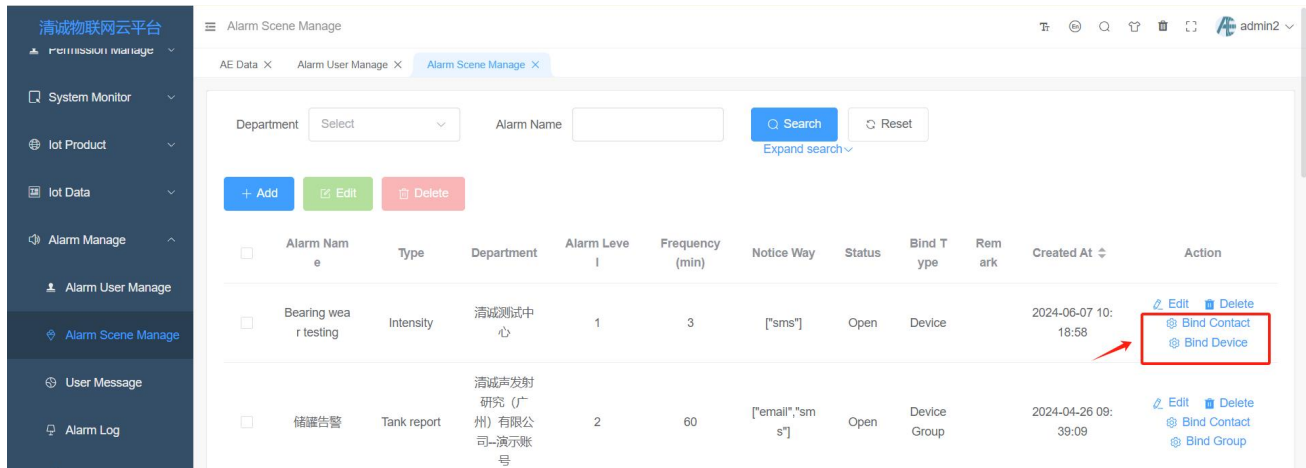 清诚物联网云平台
Alarm Scene Manage
admin2
Permission Manage
AE Data
Alarm User Manage
Alarm Scene Manage
System Monitor
Iot Product
Iot Data
Alarm Manage
Alarm User Manage
Alarm Scene Manage
User Message
Alarm Log
Department
Select
Alarm Name
Search
Reset
Expand search
+ Add
Edit
Delete
Alarm Nam
e
Type
Department
Alarm Leve
l
Frequency
(min)
Notice Way
Status
Bind T
ype
Rem
ark
Created At
Action
Bearing wea
r testing
Intensity
清诚测试中
心
1
3
["sms"]
Open
Device
2024-06-07 10:
18:58
Edit
Delete
Bind Contact
Bind Device
储罐告警
Tank report
清诚声发射
研究（广
州）有限公
司--演示账
号
2
60
["email","sm
s"]
Open
Device
Group
2024-04-26 09:
39:09
Edit
Delete
Bind Contact
Bind Group